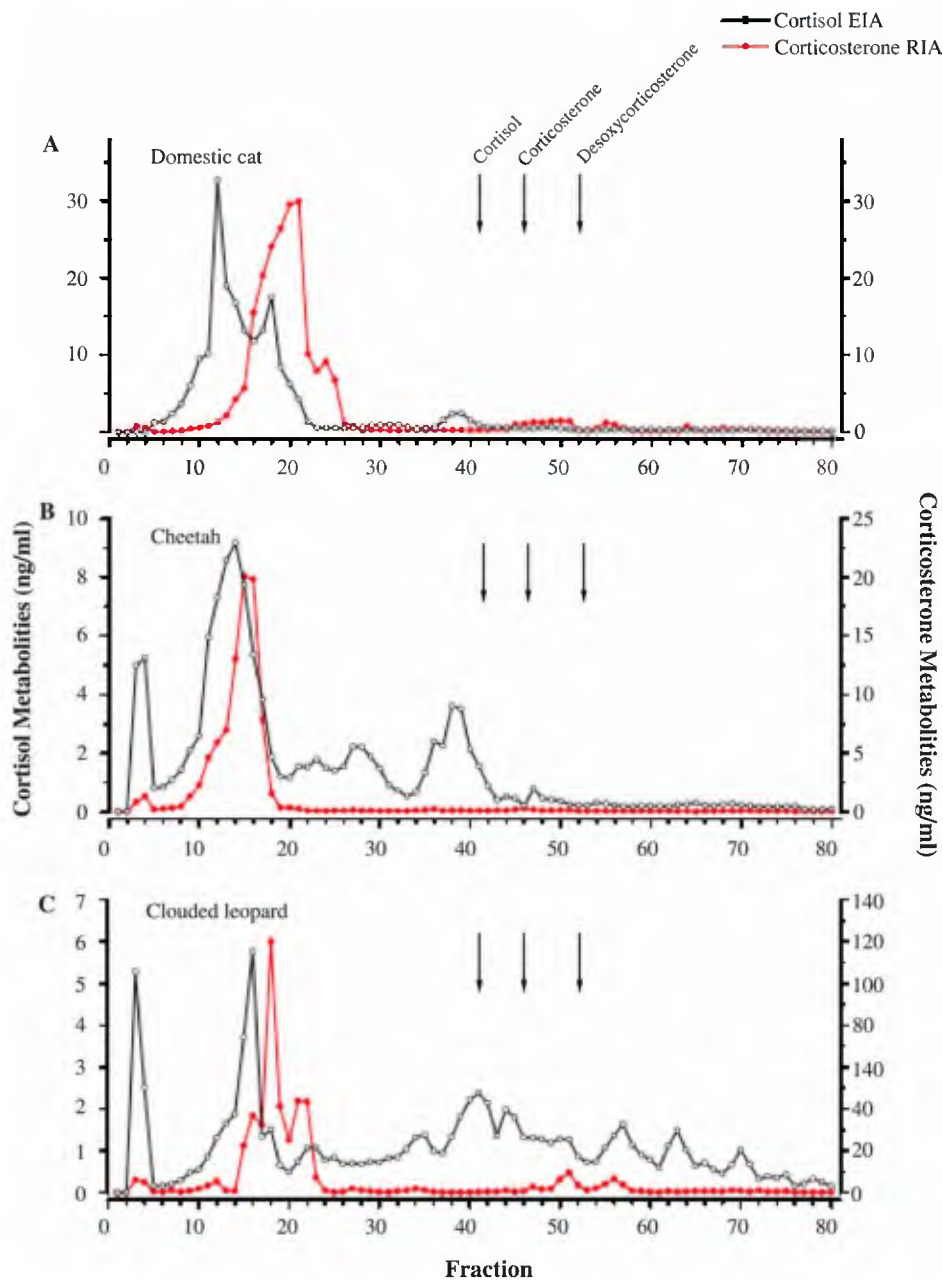 Cortisol EIA
Corticosterone RIA
Cortisol
Corticosterone
Desoxycorticosterone
A
Domestic cat
30
20
10
0
30
20
10
0
0 10 20 30 40 50 60 70 80
B
Cheetah
10
8
6
4
2
0
25
20
15
10
5
0
0 10 20 30 40 50 60 70 80
Cortisol Metabolities (ng/ml)
Corticosterone Metabolities (ng/ml)
C
Clouded leopard
7
6
5
4
3
2
1
0
140
120
100
80
140
40
20
0
0 10 20 30 40 50 60 70 80
Fraction